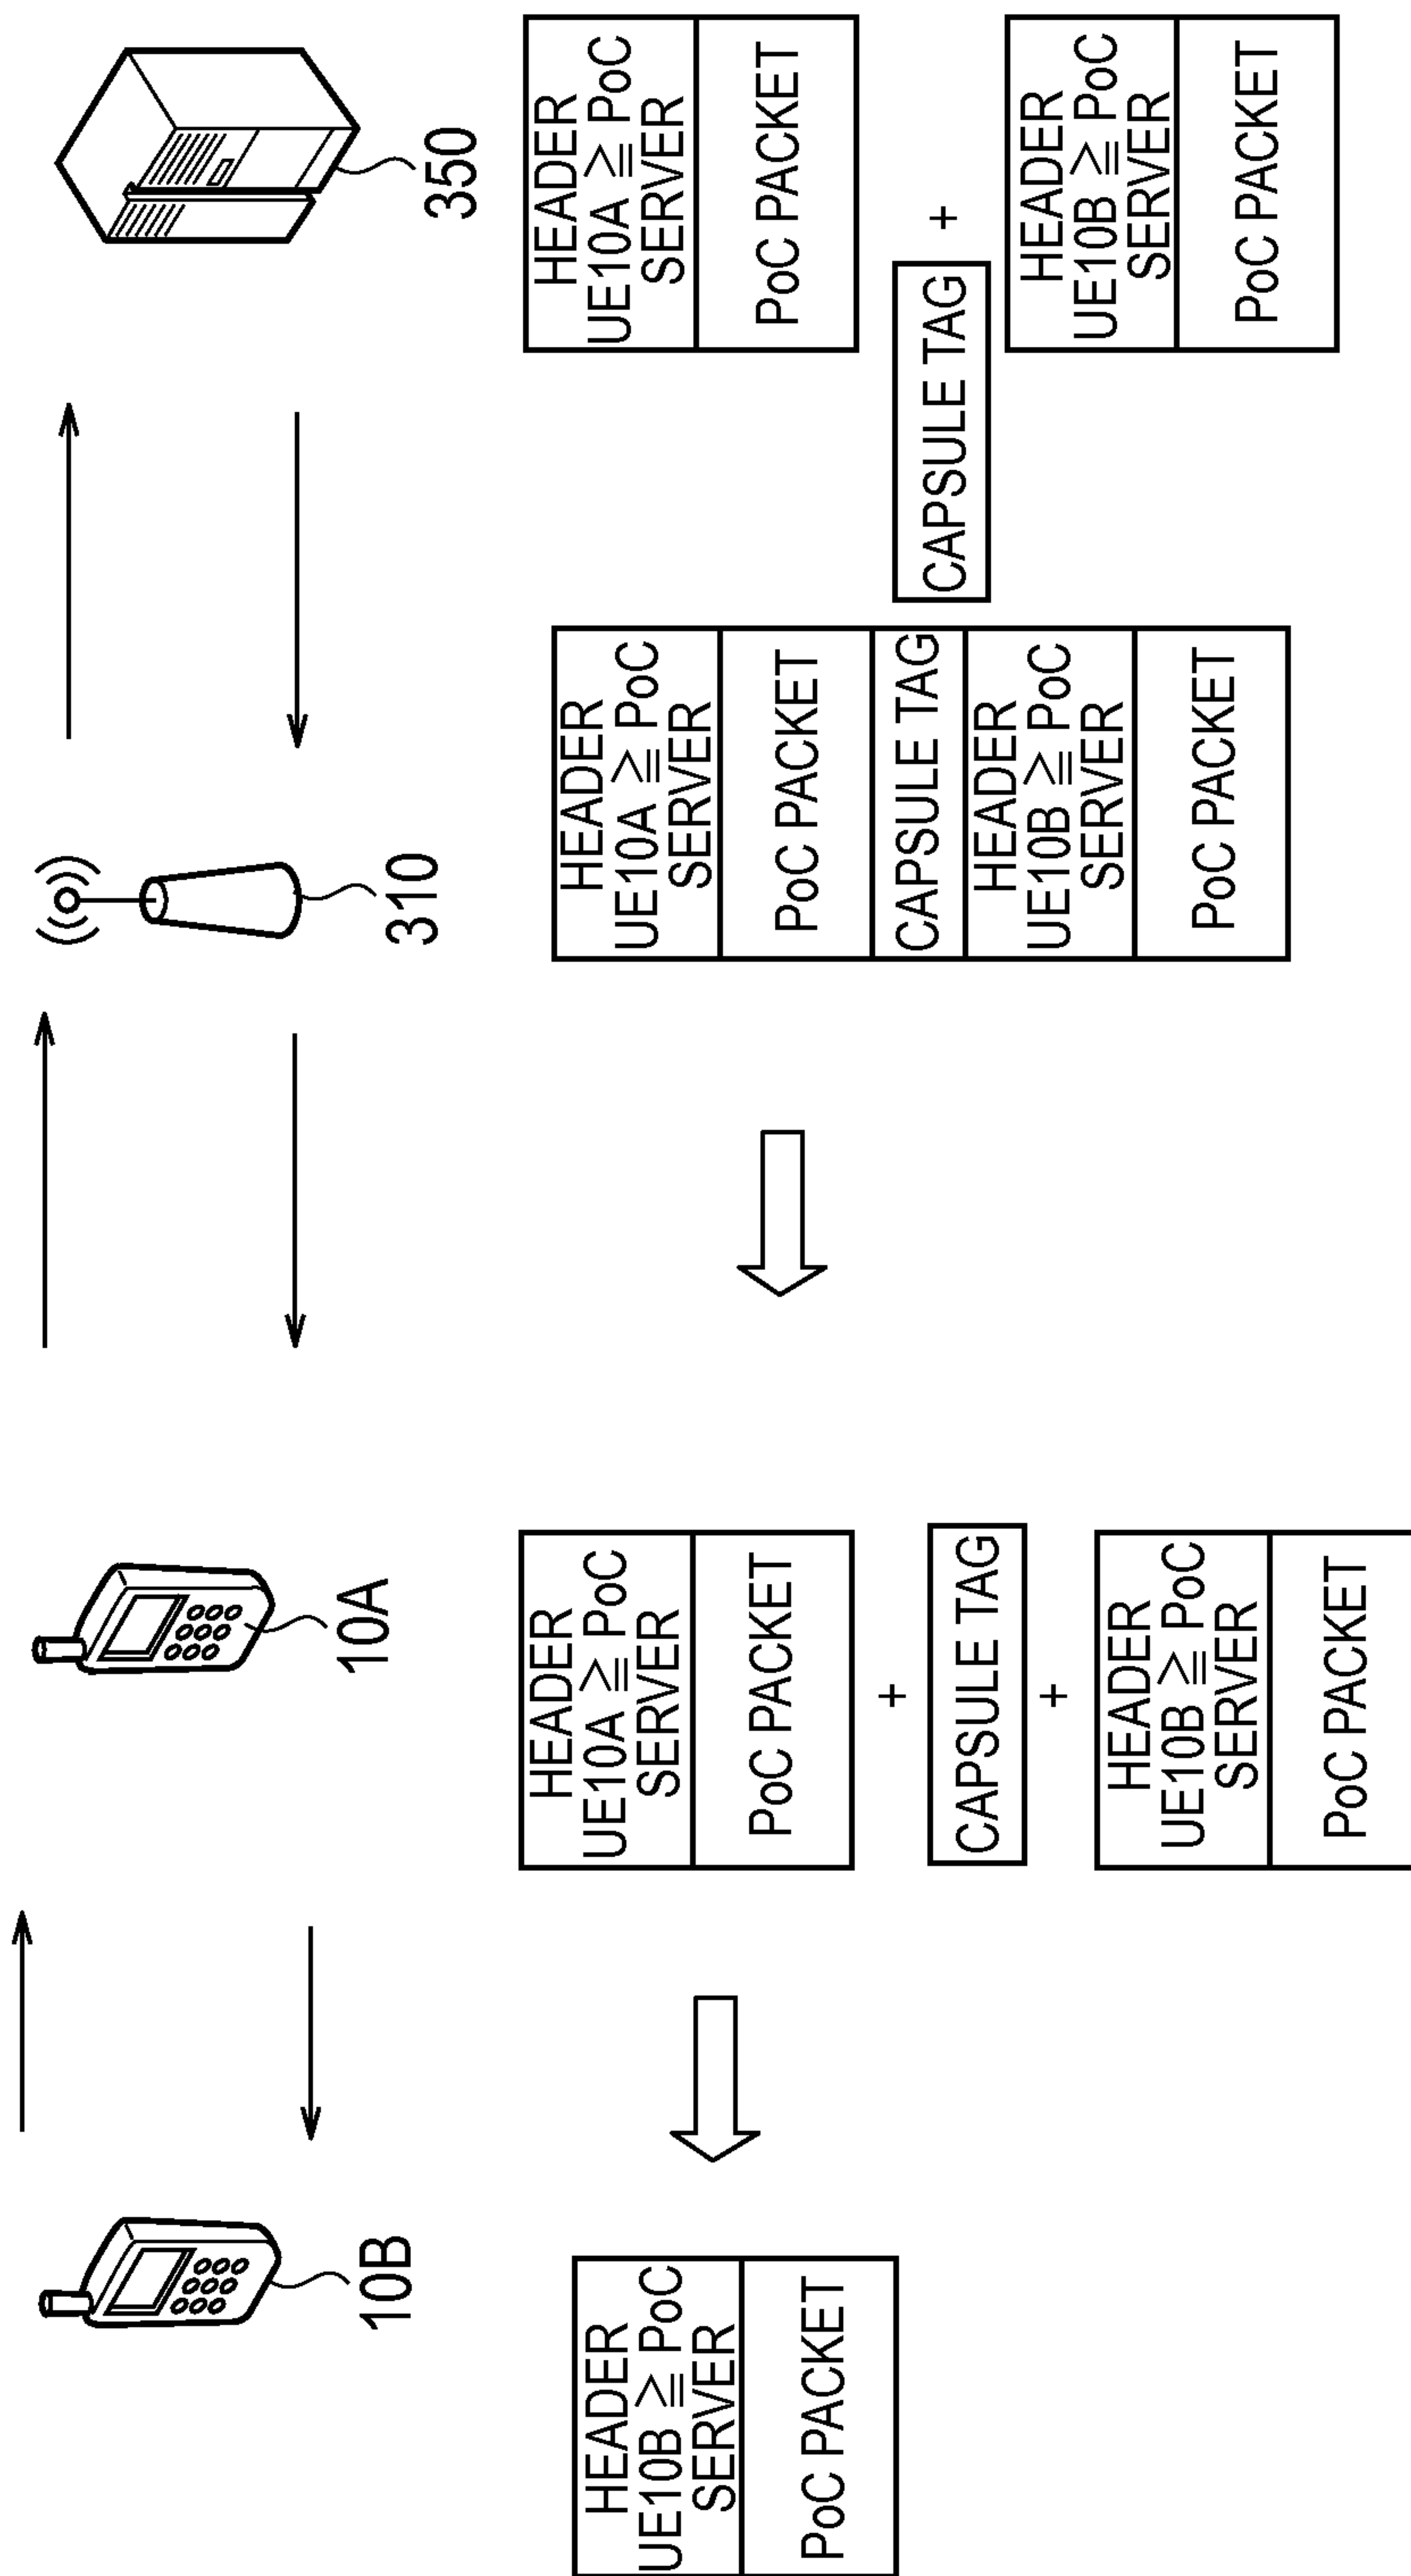 10B
10A
310
350
HEADER
UE10B ≧ PoC
SERVER
PoC PACKET
HEADER
UE10A ≧ PoC
SERVER
PoC PACKET
+
CAPSULE TAG
+
HEADER
UE10B ≧ PoC
SERVER
PoC PACKET
HEADER
UE10A ≧ PoC
SERVER
PoC PACKET
CAPSULE TAG
HEADER
UE10B ≧ PoC
SERVER
PoC PACKET
HEADER
UE10A ≧ PoC
SERVER
PoC PACKET
CAPSULE TAG +
HEADER
UE10B ≧ PoC
SERVER
PoC PACKET